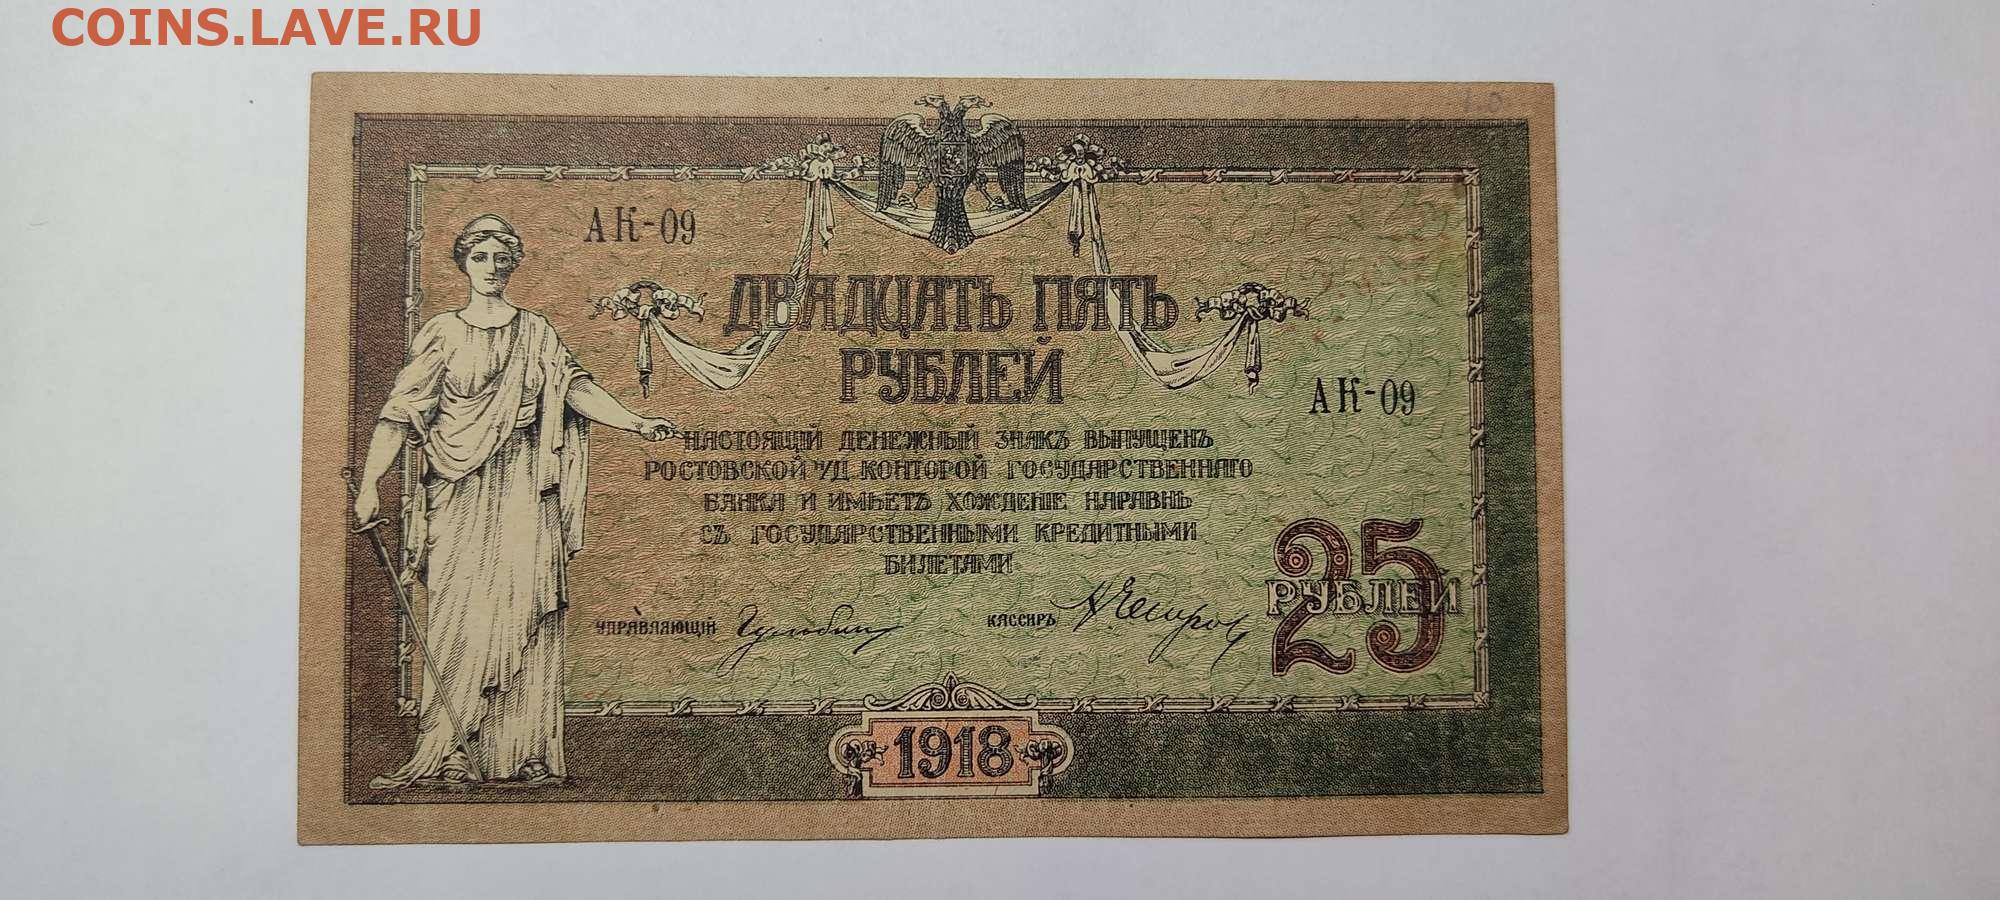 COINS.LAVE.RU
АК-09
ДВАДЦАТЬ ПЯТЬ
РУБЛЕЙ
АК-09
НАСТОЯЩІЙ ДЕНЕЖНЫЙ ЗНАКЪ ВЫПУЩЕНЪ
РОСТОВСКОЙ Н/Д. КОНТОРОЙ ГОСУДАРСТВЕННАГО
БАНКА И ИМѢЕТЪ ХОЖДЕНІЕ НАРАВНѢ
СЪ ГОСУДАРСТВЕННЫМИ КРЕДИТНЫМИ
БИЛЕТАМИ
25
РУБЛЕЙ
УПРАВЛЯЮЩІЙ
КАССИРЪ
1918